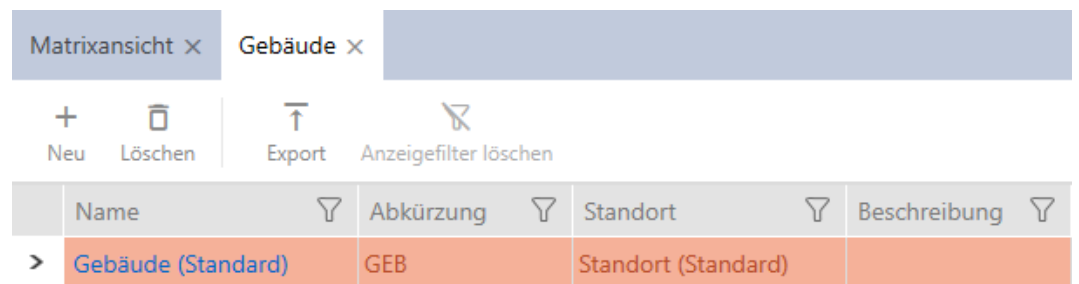 Matrixansicht × Gebäude ×
Neu Löschen Export Anzeigefilter löschen
Name Abkürzung Standort Beschreibung
Gebäude (Standard) GEB Standort (Standard)